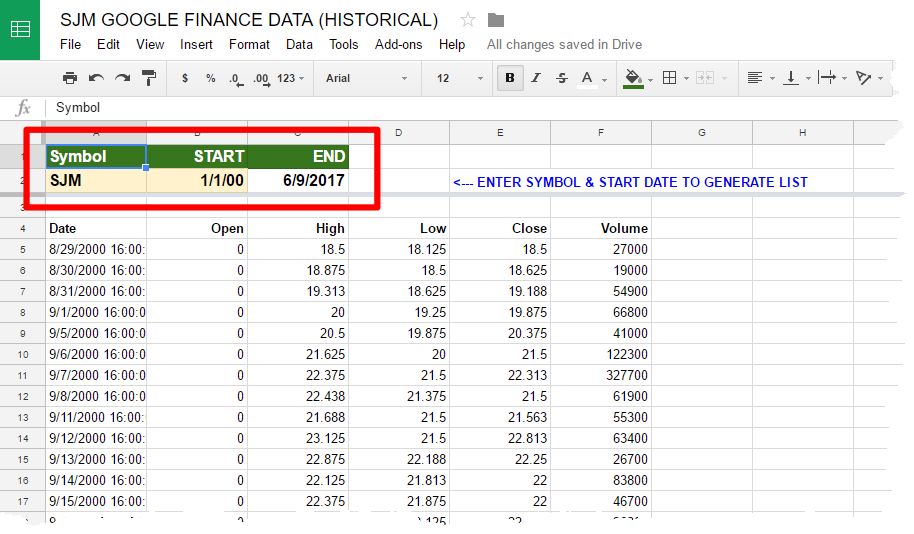 SJM GOOGLE FINANCE DATA (HISTORICAL)
File Edit View Insert Format Data Tools Add-ons Help All changes saved in Drive
$ % .0 .00 123 Arial 12 B I S A
fx Symbol
A B C D E F G H
1 Symbol START END
2 SJM 1/1/00 6/9/2017 <--- ENTER SYMBOL & START DATE TO GENERATE LIST
3
4 Date Open High Low Close Volume
5 8/29/2000 16:00: 0 18.5 18.125 18.5 27000
6 8/30/2000 16:00: 0 18.875 18.5 18.625 19000
7 8/31/2000 16:00: 0 19.313 18.625 19.188 54900
8 9/1/2000 16:00:0 0 20 19.25 19.875 66800
9 9/5/2000 16:00:0 0 20.5 19.875 20.375 41000
10 9/6/2000 16:00:0 0 21.625 20 21.5 122300
11 9/7/2000 16:00:0 0 22.375 21.5 22.313 327700
12 9/8/2000 16:00:0 0 22.438 21.375 21.5 61900
13 9/11/2000 16:00: 0 21.688 21.5 21.563 55300
14 9/12/2000 16:00: 0 23.125 21.5 22.813 63400
15 9/13/2000 16:00: 0 22.875 22.188 22.25 26700
16 9/14/2000 16:00: 0 22.125 21.813 22 83800
17 9/15/2000 16:00: 0 22.375 21.875 22 46700